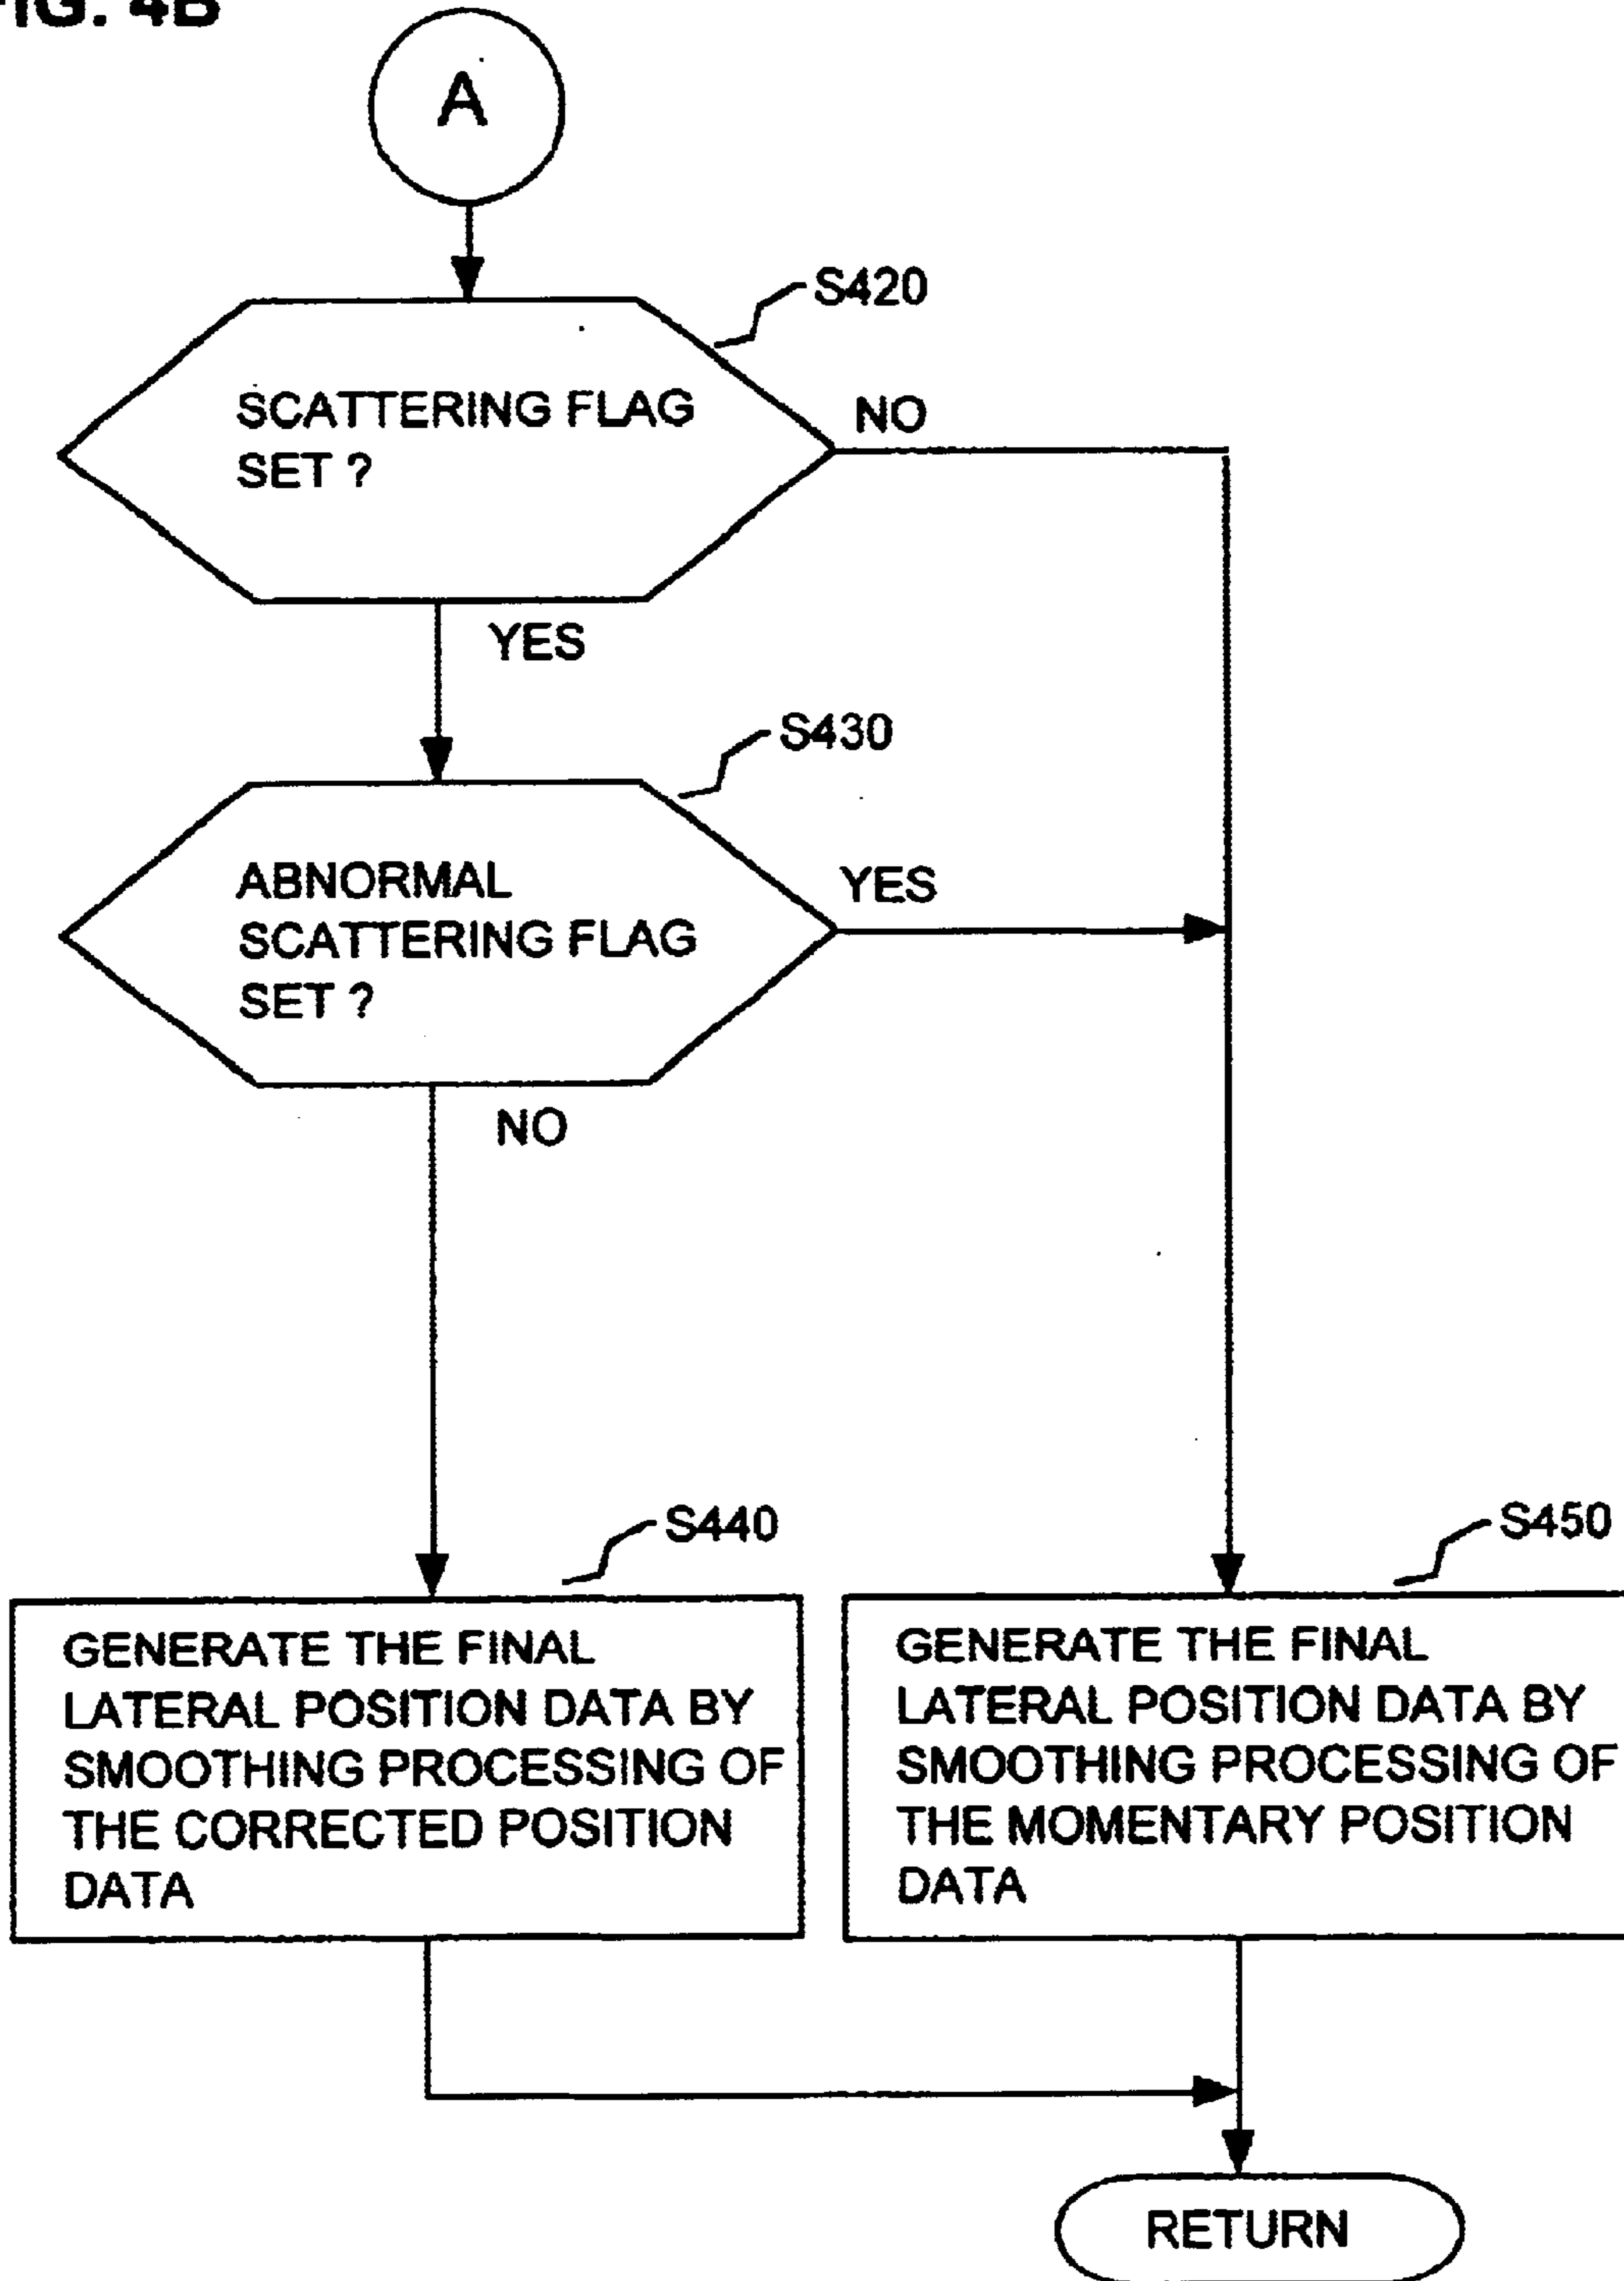 FIG. 4B
A
S420
SCATTERING FLAG
SET ?
NO
YES
S430
ABNORMAL
SCATTERING FLAG
SET ?
YES
NO
S440
GENERATE THE FINAL
LATERAL POSITION DATA BY
SMOOTHING PROCESSING OF
THE CORRECTED POSITION
DATA
S450
GENERATE THE FINAL
LATERAL POSITION DATA BY
SMOOTHING PROCESSING OF
THE MOMENTARY POSITION
DATA
RETURN